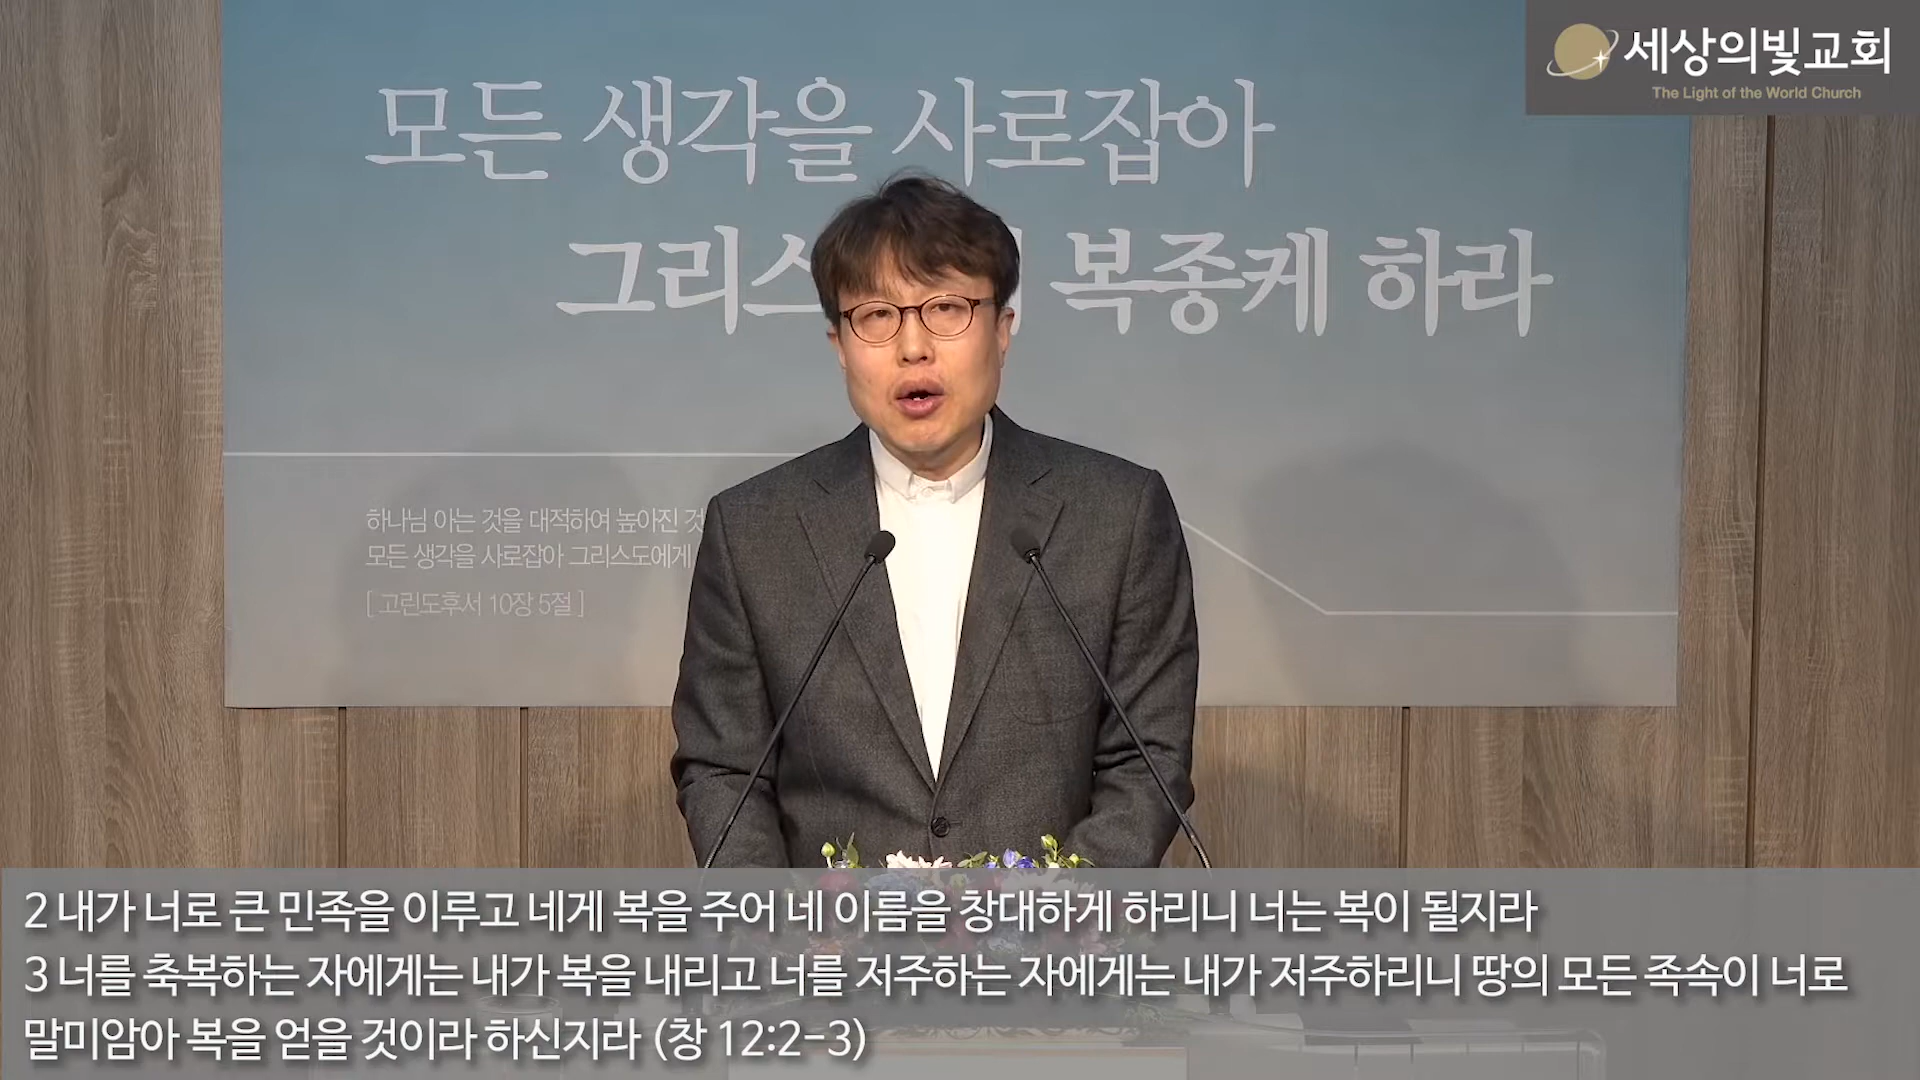 세상의빛교회
The Light of the World Church
모든 생각을 사로잡아
그리스 복종케 하라
하나님 아는 것을 대적하여 높아진 것
모든 생각을 사로잡아 그리스도에게
[ 고린도후서 10장 5절 ]
2 내가 너로 큰 민족을 이루고 네게 복을 주어 네 이름을 창대하게 하리니 너는 복이 될지라
3 너를 축복하는 자에게는 내가 복을 내리고 너를 저주하는 자에게는 내가 저주하리니 땅의 모든 족속이 너로
말미암아 복을 얻을 것이라 하신지라 (창 12:2-3)